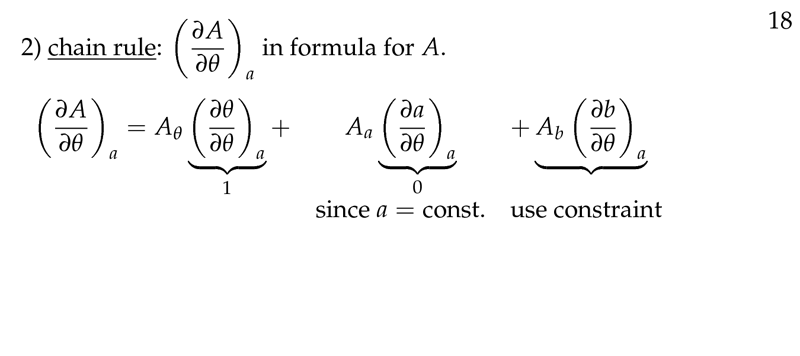 18
2) chain rule: (∂A/∂θ)_a in formula for A.
(∂A/∂θ)_a = A_θ (∂θ/∂θ)_a + A_a (∂a/∂θ)_a + A_b (∂b/∂θ)_a
1 0
since a = const. use constraint